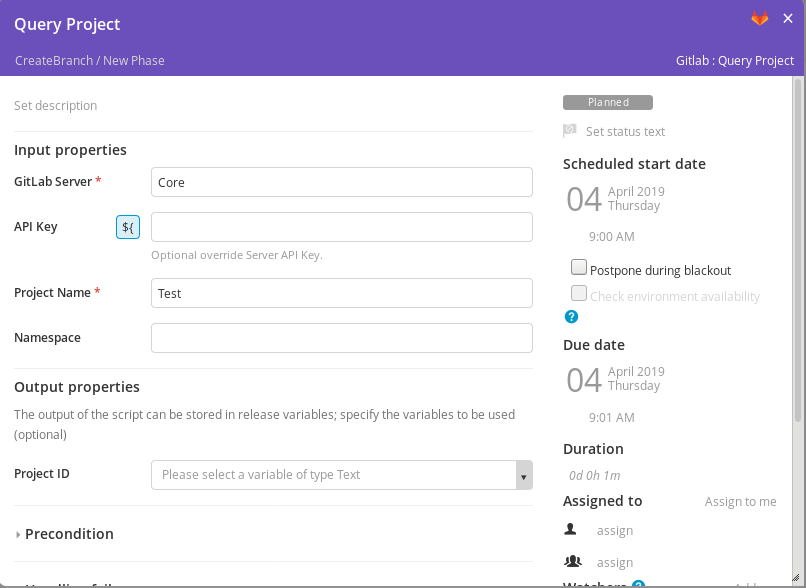 Query Project
×
CreateBranch / New Phase
Gitlab : Query Project
Set description
Input properties
GitLab Server *
Core
API Key
${
Optional override Server API Key.
Project Name *
Test
Namespace
Output properties
The output of the script can be stored in release variables; specify the variables to be used
(optional)
Project ID
Please select a variable of type Text
Precondition
Planned
Set status text
Scheduled start date
04
April 2019
Thursday
9:00 AM
Postpone during blackout
Check environment availability
?
Due date
04
April 2019
Thursday
9:01 AM
Duration
0d 0h 1m
Assigned to
Assign to me
assign
assign
Watchers